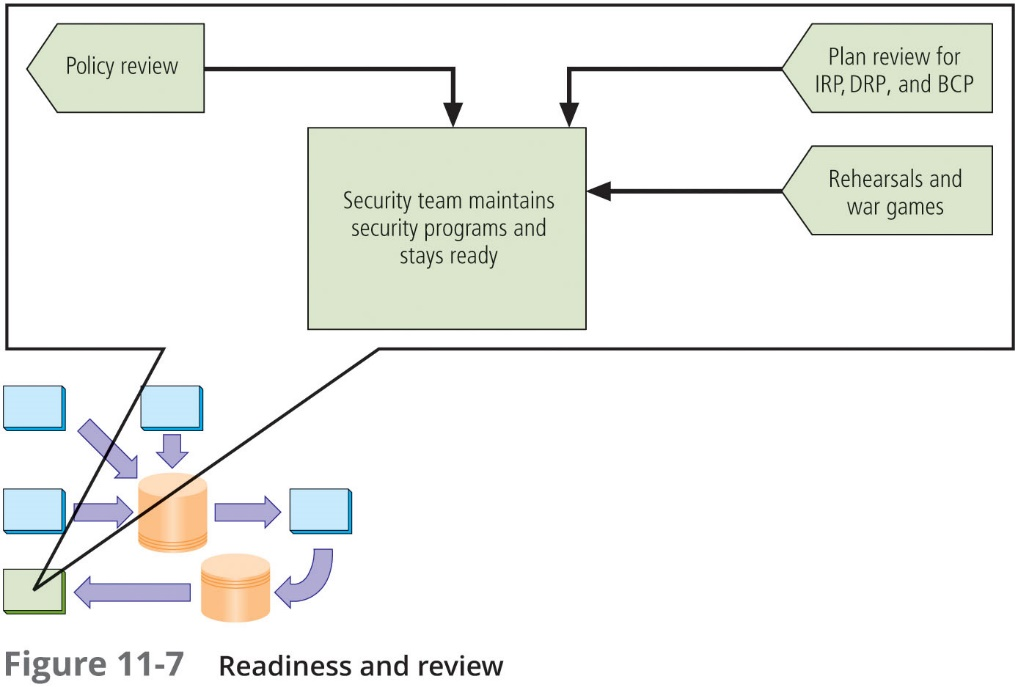 Policy review
Plan review for
IRP, DRP, and BCP
Rehearsals and
war games
Security team maintains
security programs and
stays ready
Figure 11-7 Readiness and review